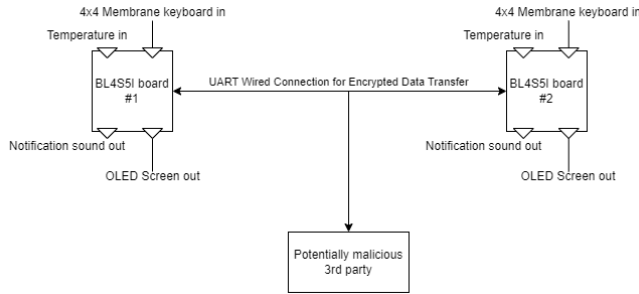 4x4 Membrane keyboard in
4x4 Membrane keyboard in
Temperature in
Temperature in
BL4S5I board
#1
UART Wired Connection for Encrypted Data Transfer
BL4S5I board
#2
Notification sound out
Notification sound out
OLED Screen out
OLED Screen out
Potentially malicious
3rd party